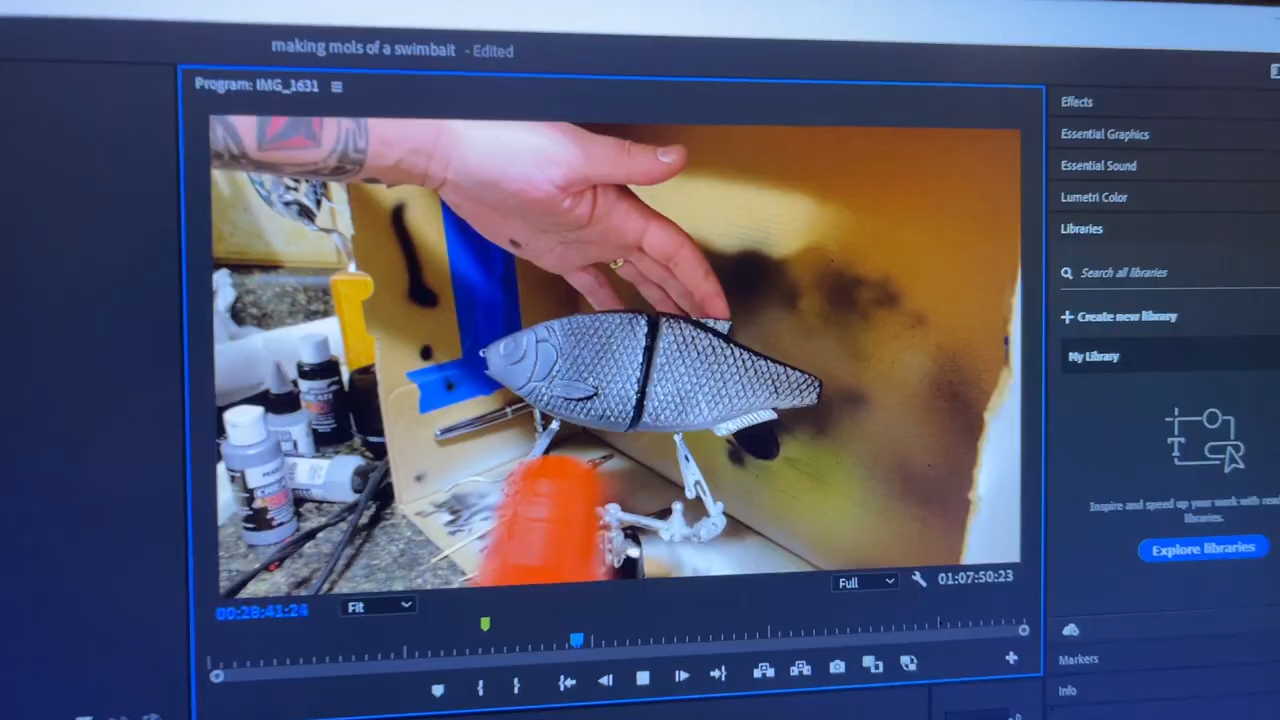 making mols of a swimbait - Edited
Program: IMG_1631
Effects
Essential Graphics
Essential Sound
Lumetri Color
Libraries
Search all libraries
+ Create new library
My Library
Inspire and speed up your work with
libraries.
Explore libraries
00:28:41:24
Fit
Full
01:07:50:23
Markers
Info